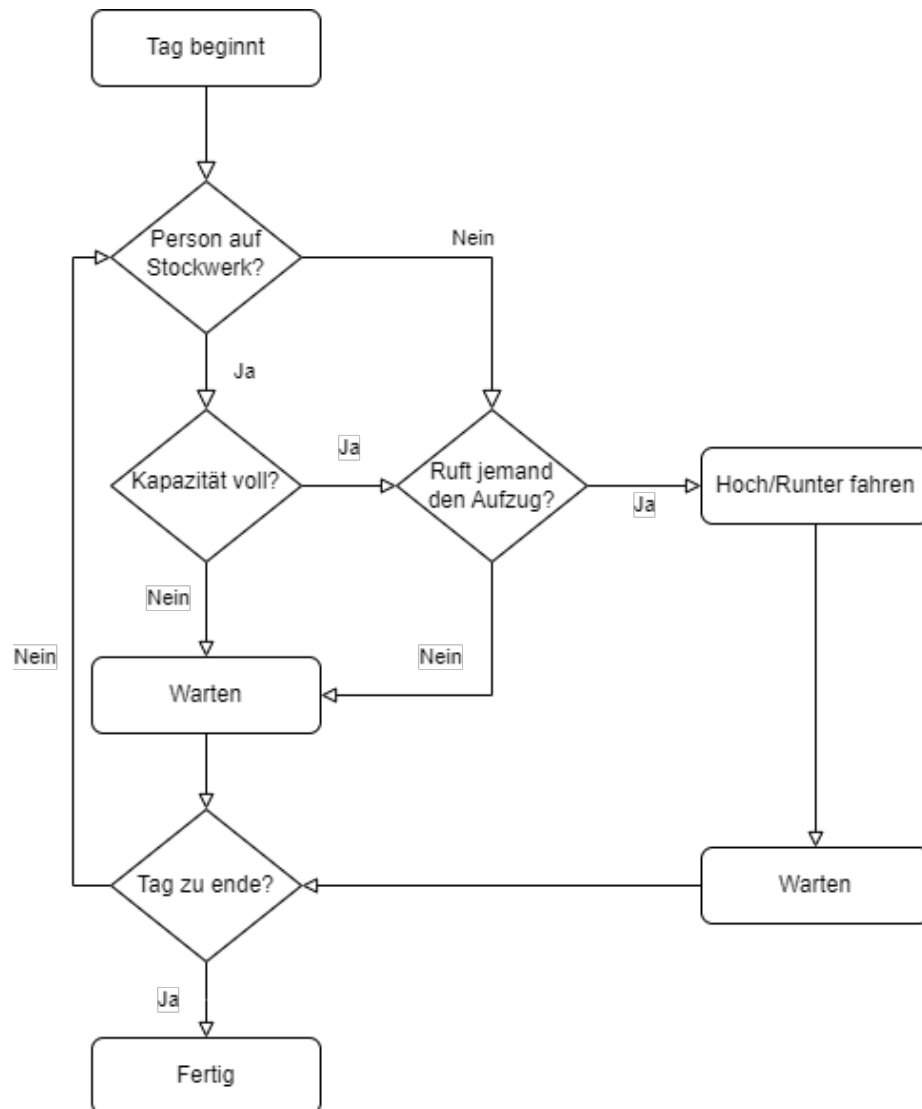 Tag beginnt
Person auf
Stockwerk?
Nein
Ja
Kapazität voll?
Ja
Ruft jemand
den Aufzug?
Ja
Hoch/Runter fahren
Nein
Nein
Nein
Warten
Tag zu ende?
Warten
Ja
Fertig